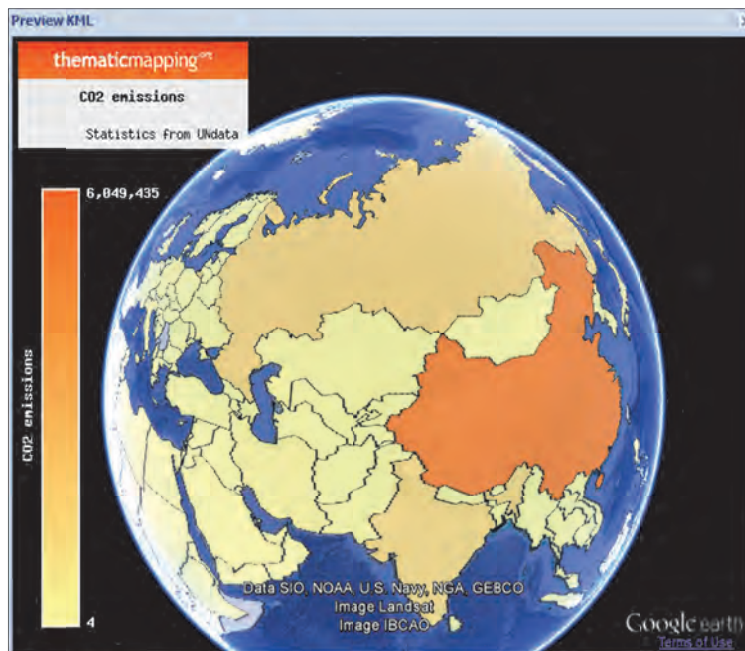 Preview KML
thematicmapping.org
CO2 emissions
Statistics from UNdata
6,049,435
CO2 emissions
4
Data SIO, NOAA, U.S. Navy, NGA, GEBCO
Image Landsat
Image IBCAO
Google earth
Terms of Use